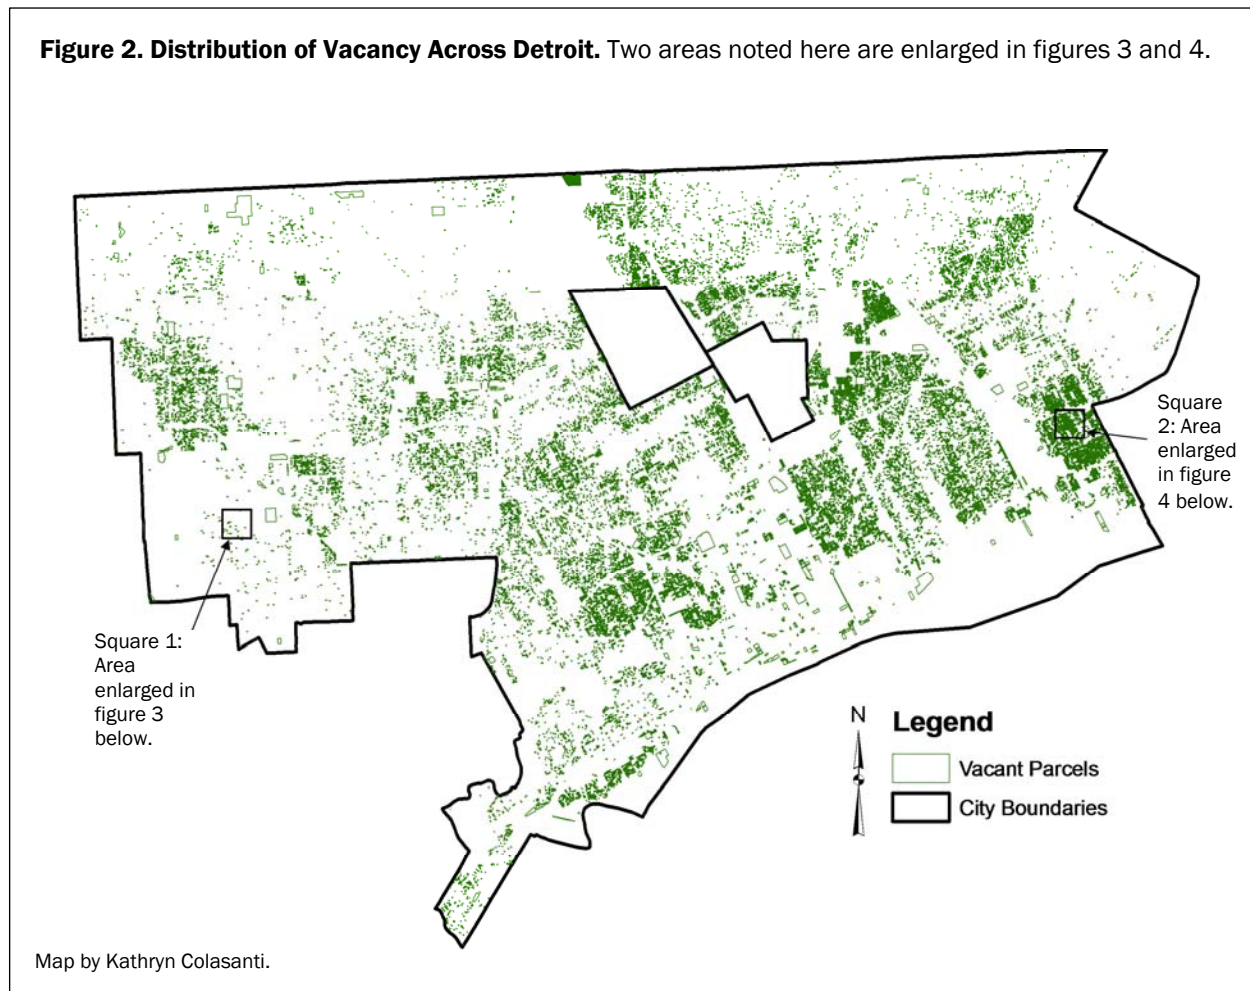 Figure 2. Distribution of Vacancy Across Detroit. Two areas noted here are enlarged in figures 3 and 4.
Square
2: Area
enlarged
in figure
4 below.
Square 1:
Area
enlarged in
figure 3
below.
N
Legend
Vacant Parcels
City Boundaries
Map by Kathryn Colasanti.